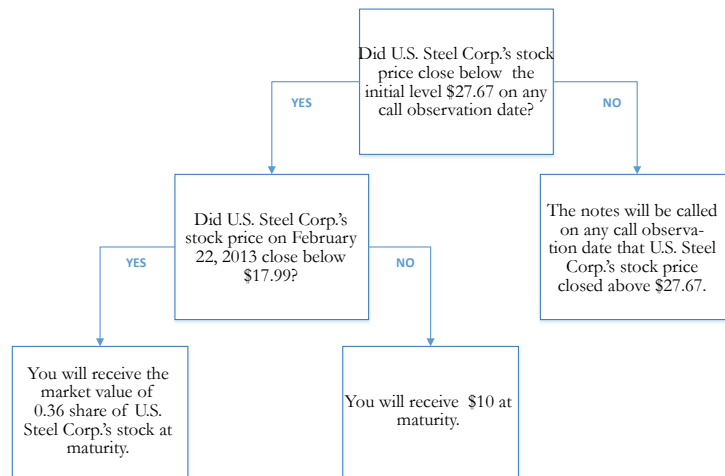 Did U.S. Steel Corp.'s stock
price close below the
initial level $27.67 on any
call observation date?
YES
NO
Did U.S. Steel Corp.'s
stock price on February
22, 2013 close below
$17.99?
The notes will be called
on any call observa-
tion date that U.S. Steel
Corp.'s stock price
closed above $27.67.
YES
NO
You will receive the
market value of
0.36 share of U.S.
Steel Corp.'s stock at
maturity.
You will receive $10 at
maturity.